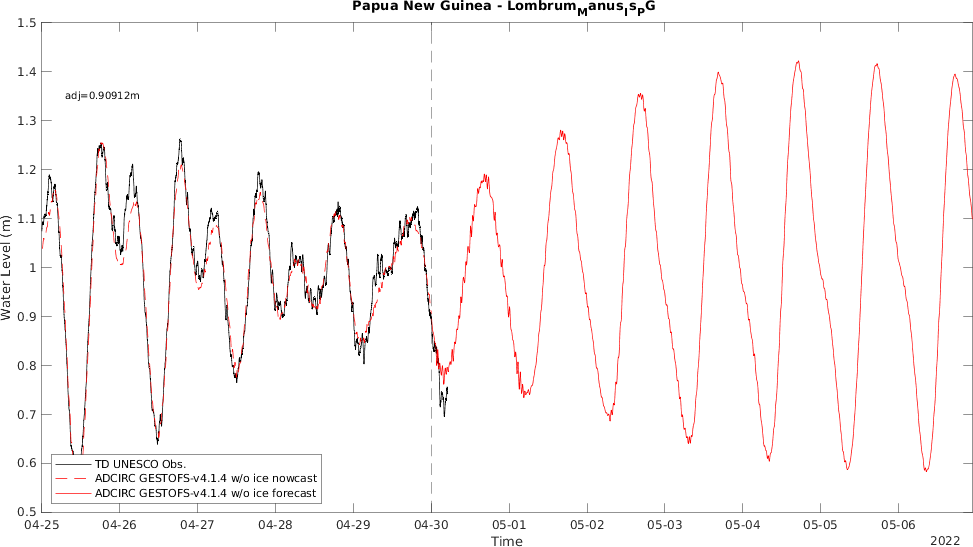 Papua New Guinea - Lombrum_Manus_Is_PG
1.5
1.4
1.3
1.2
1.1
1
0.9
0.8
0.7
0.6
0.5
Water Level (m)
adj=0.90912m
TD UNESCO Obs.
ADCIRC GESTOFS-v4.1.4 w/o ice nowcast
ADCIRC GESTOFS-v4.1.4 w/o ice forecast
04-25 04-26 04-27 04-28 04-29 04-30 05-01 05-02 05-03 05-04 05-05 05-06
Time
2022